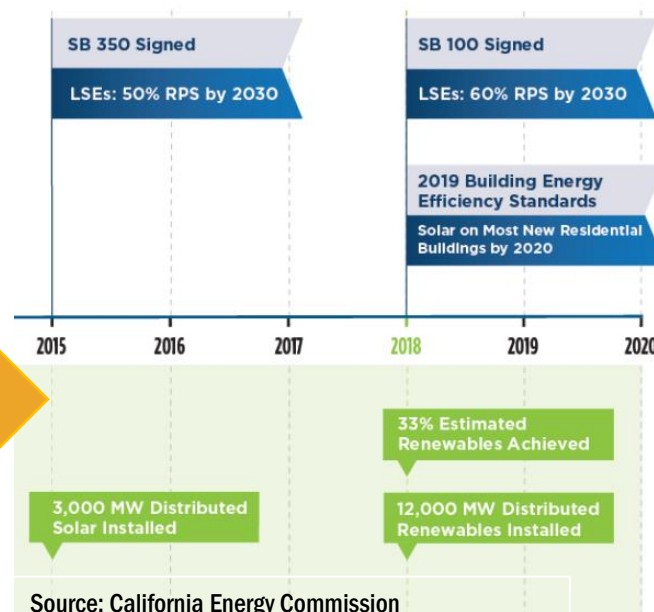 SB 350 Signed
LSEs: 50% RPS by 2030
SB 100 Signed
LSEs: 60% RPS by 2030
2019 Building Energy
Efficiency Standards
Solar on Most New Residential
Buildings by 2020
2015 2016 2017 2018 2019 2020
33% Estimated
Renewables Achieved
3,000 MW Distributed
Solar Installed
12,000 MW Distributed
Renewables Installed
Source: California Energy Commission